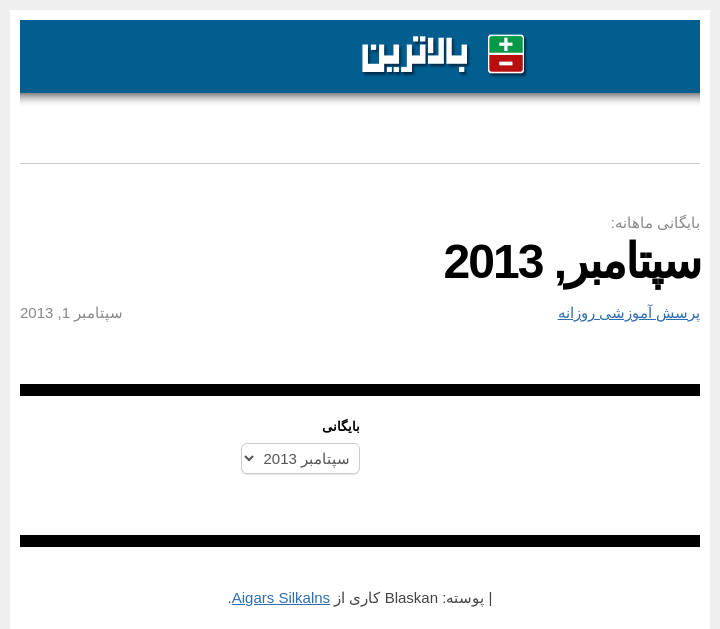 بالاترین
بایگانی ماهانه:
سپتامبر, 2013
پرسش آموزشی روزانه
سپتامبر 1, 2013
بایگانی
سپتامبر 2013
| پوسته: Blaskan کاری از Aigars Silkalns.